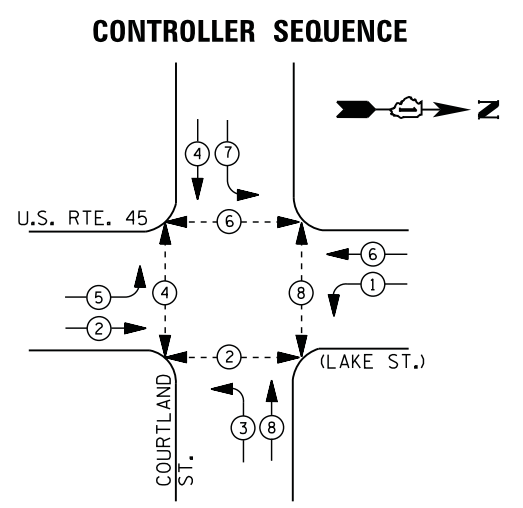 CONTROLLER SEQUENCE
N
4
7
U.S. RTE. 45
6
6
5
4
8
1
2
2
(LAKE ST.)
3
8
COURTLAND
ST.